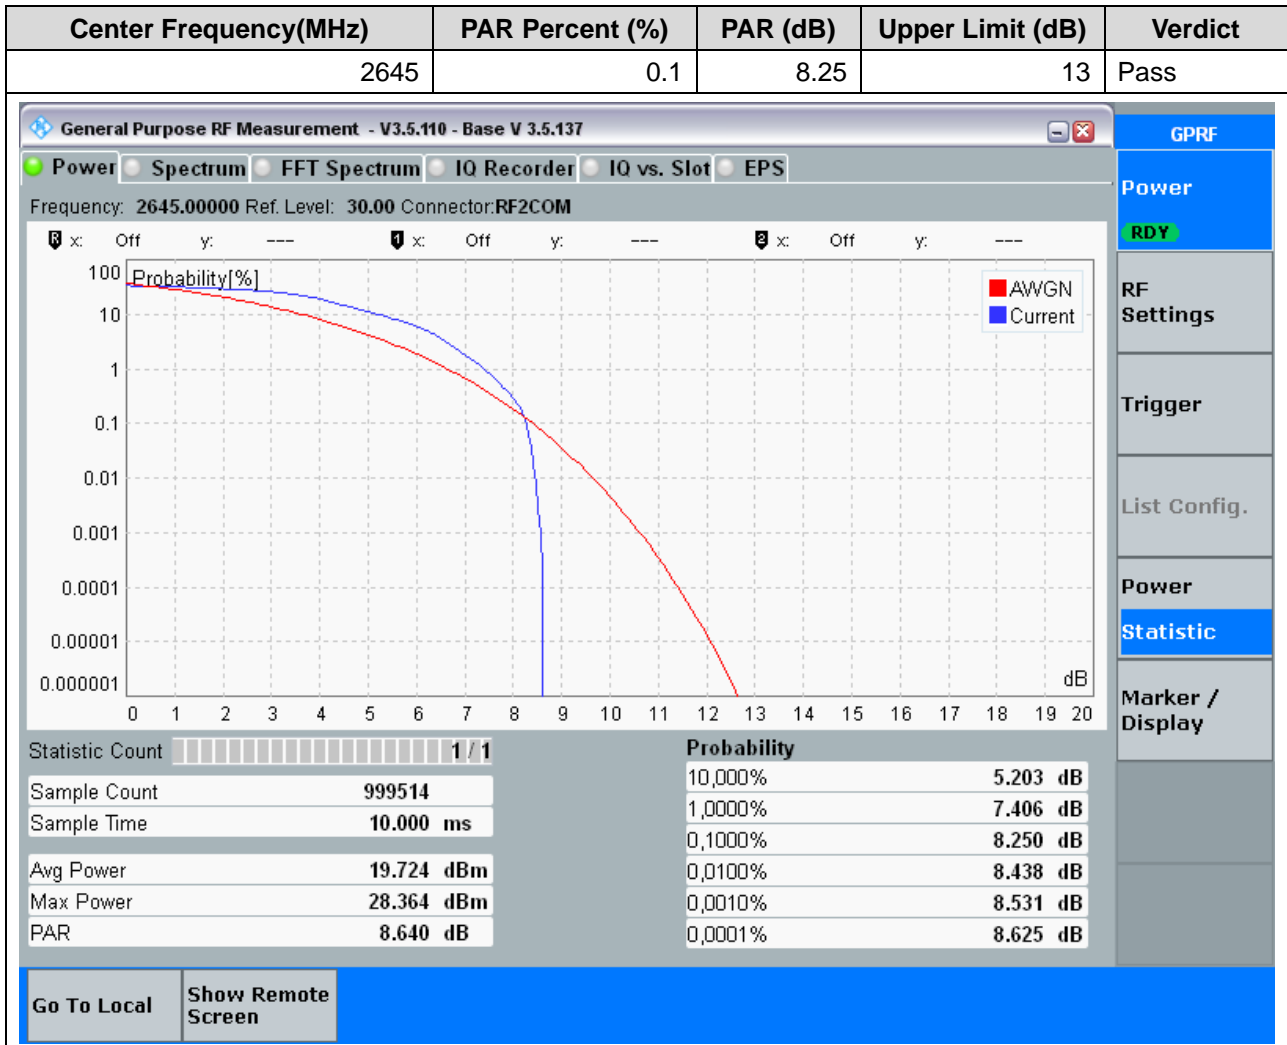 Center Frequency(MHz) PAR Percent (%) PAR (dB) Upper Limit (dB) Verdict
2645 0.1 8.25 13 Pass
General Purpose RF Measurement - V3.5.110 - Base V 3.5.137
GPRF
Power Spectrum FFT Spectrum IQ Recorder IQ vs. Slot EPS
Power
RDY
Frequency: 2645.00000 Ref. Level: 30.00 Connector:RF2COM
R x: Off y: --- 1 x: Off y: --- 2 x: Off y: ---
Probability[%]
AWGN
Current
100
10
1
0.1
0.01
0.001
0.0001
0.00001
0.000001
dB
0 1 2 3 4 5 6 7 8 9 10 11 12 13 14 15 16 17 18 19 20
RF
Settings
Trigger
List Config.
Power
Statistic
Marker /
Display
Statistic Count 1 / 1
Sample Count 999514
Sample Time 10.000 ms
Avg Power 19.724 dBm
Max Power 28.364 dBm
PAR 8.640 dB
Probability
10,000% 5.203 dB
1,0000% 7.406 dB
0,1000% 8.250 dB
0,0100% 8.438 dB
0,0010% 8.531 dB
0,0001% 8.625 dB
Go To Local
Show Remote
Screen